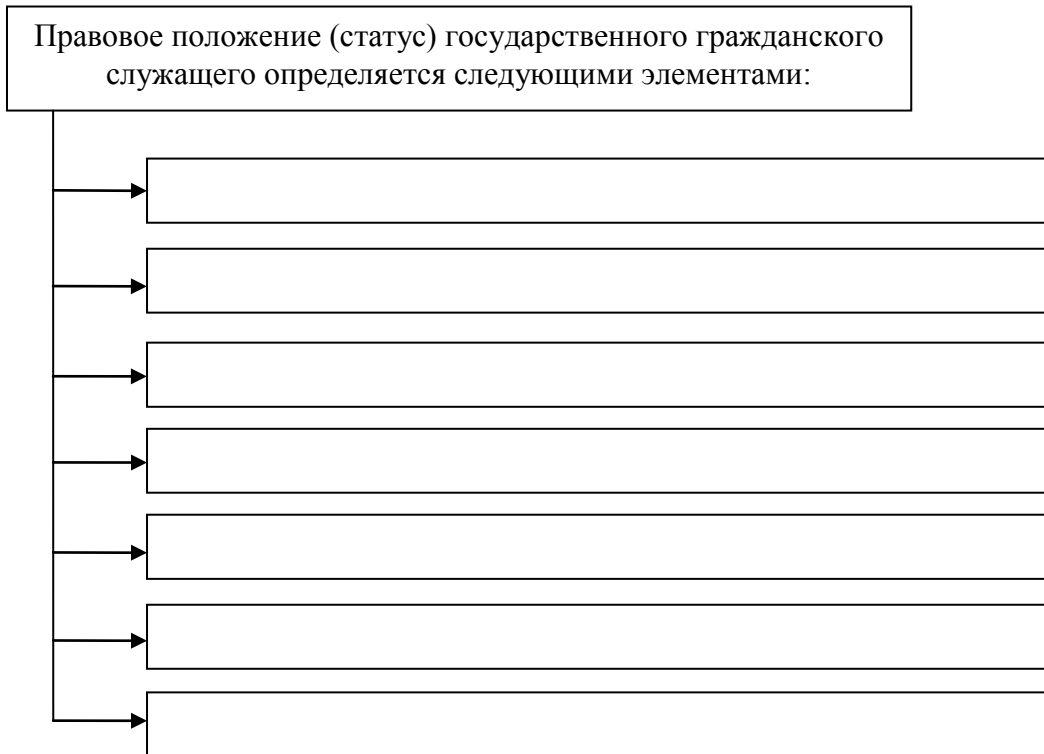 Правовое положение (статус) государственного гражданского
служащего определяется следующими элементами: